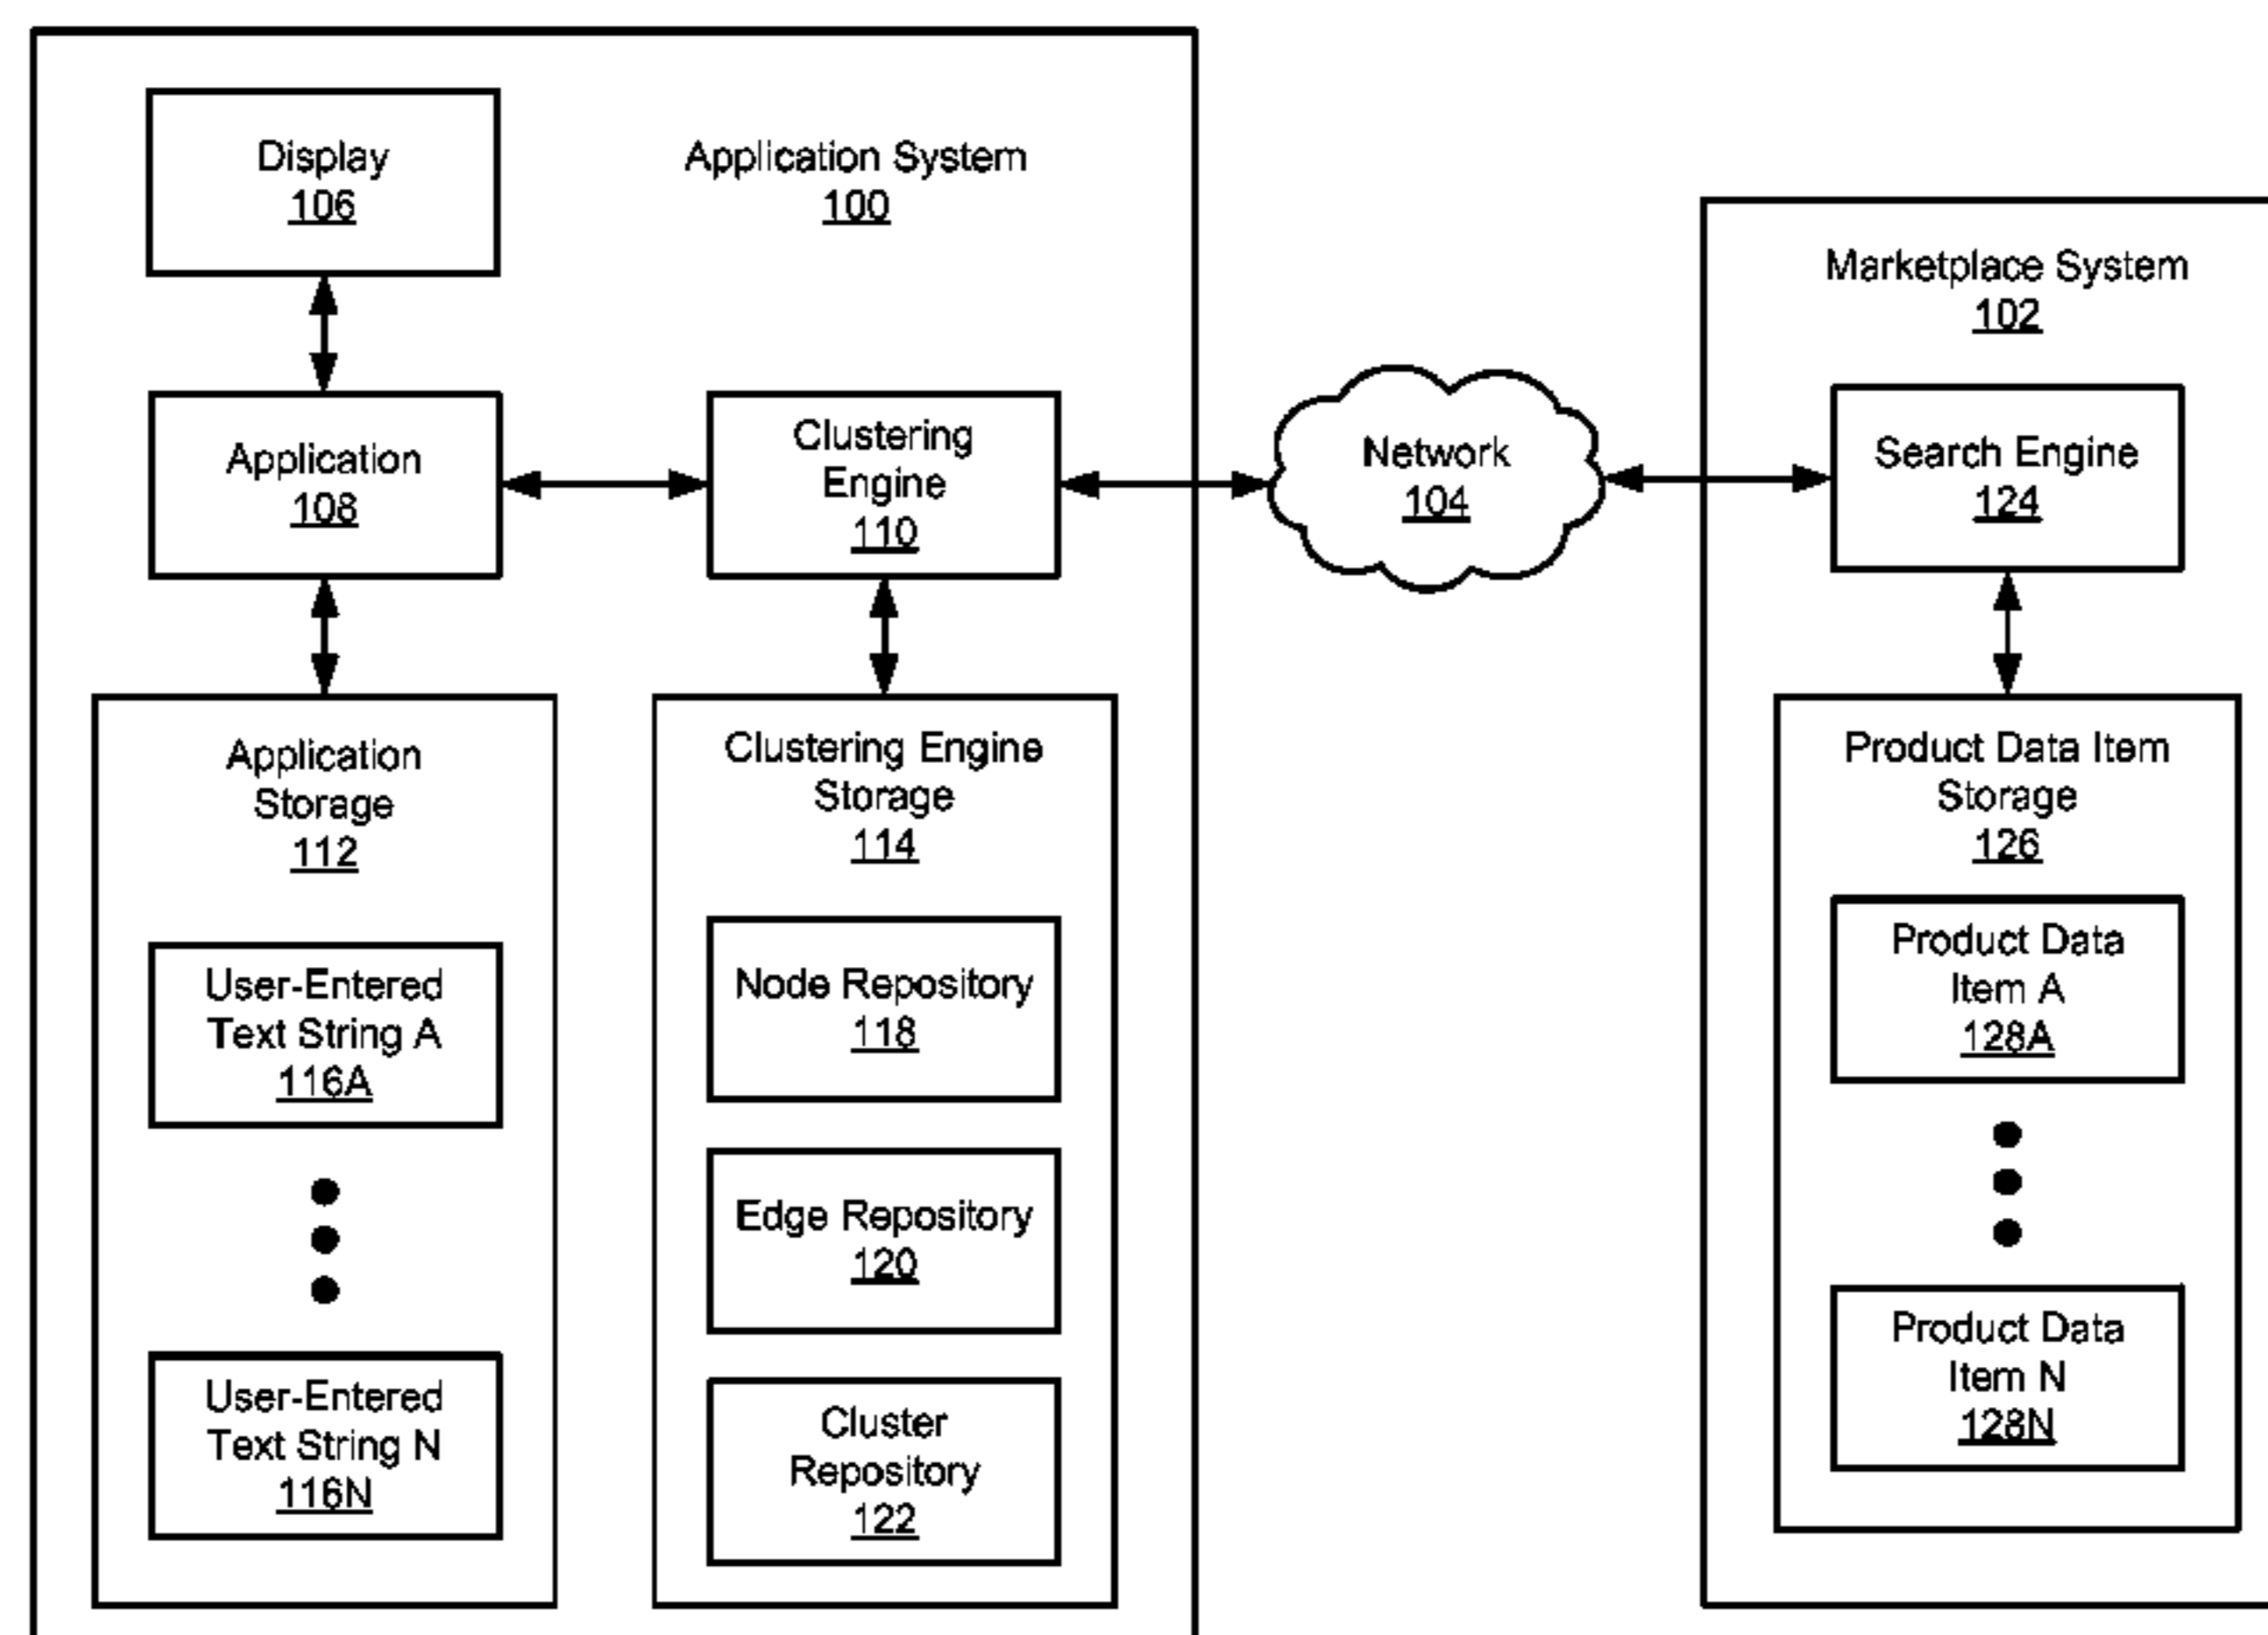 Display
106
Application System
100
Application
108
Clustering
Engine
110
Application
Storage
112
User-Entered
Text String A
116A
User-Entered
Text String N
116N
Clustering Engine
Storage
114
Node Repository
118
Edge Repository
120
Cluster
Repository
122
Network
104
Marketplace System
102
Search Engine
124
Product Data Item
Storage
126
Product Data
Item A
128A
Product Data
Item N
128N